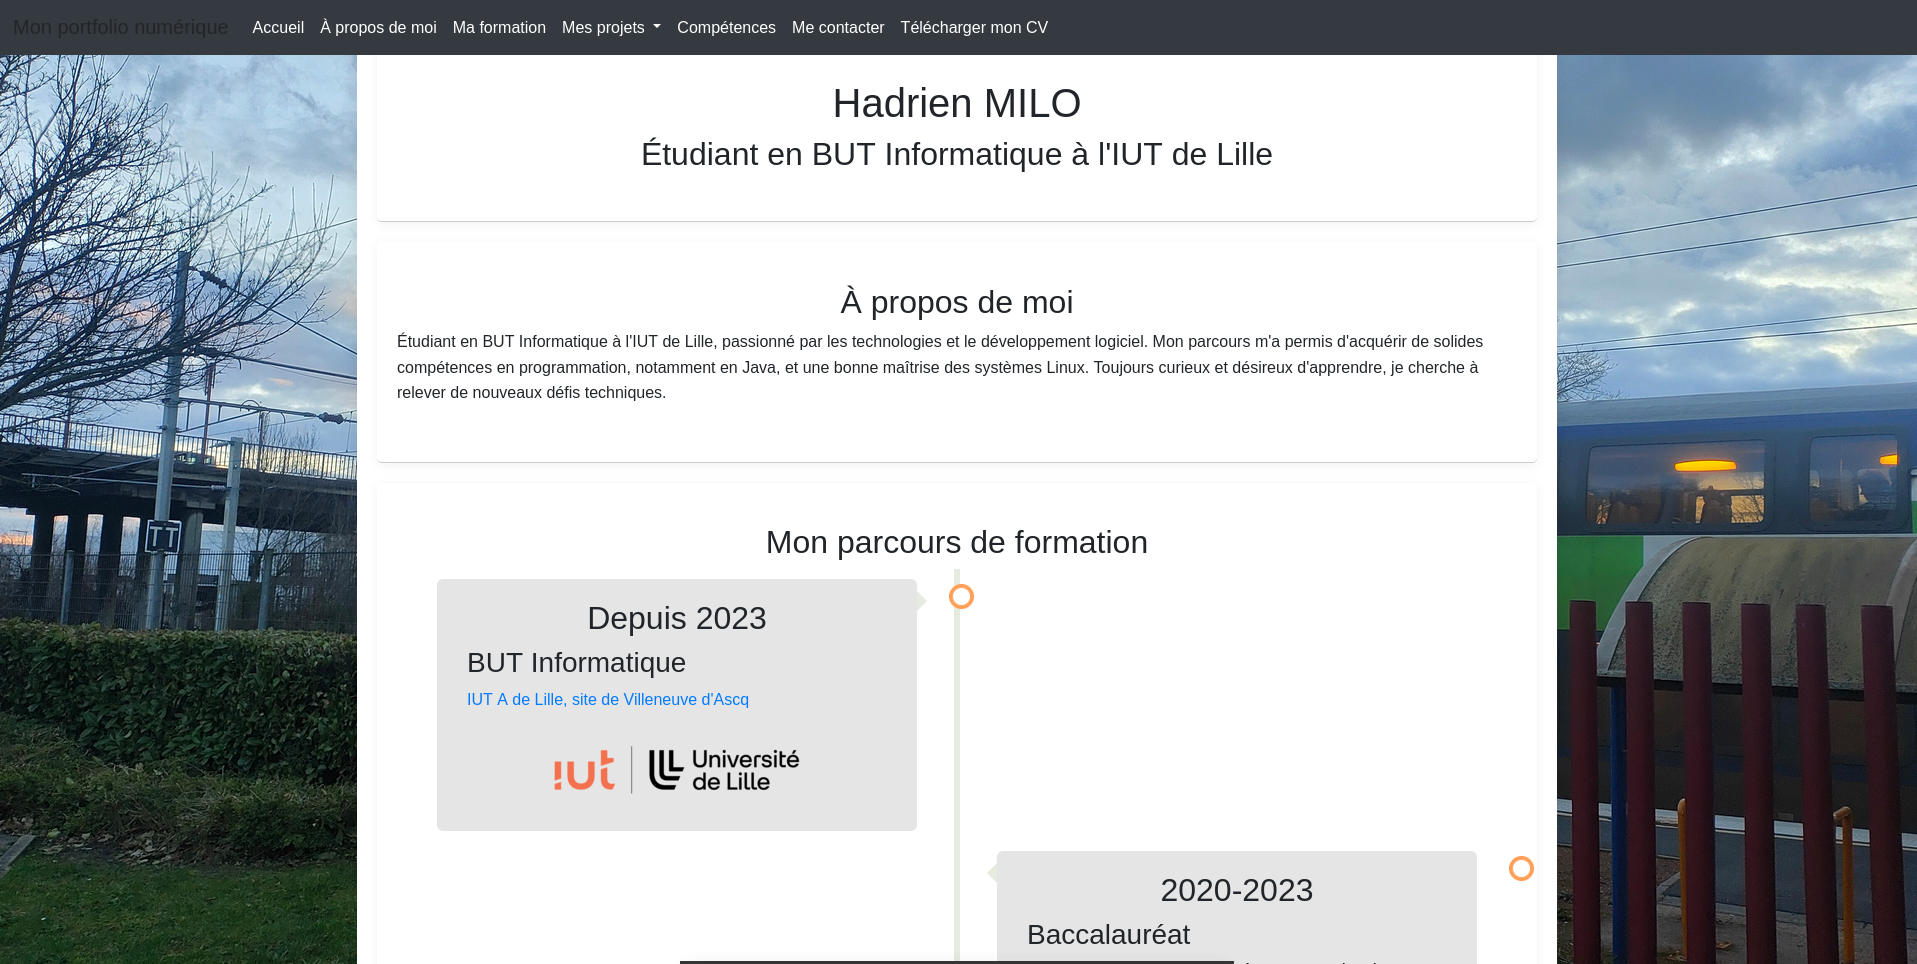 Mon portfolio numérique Accueil À propos de moi Ma formation Mes projets Compétences Me contacter Télécharger mon CV
Hadrien MILO
Étudiant en BUT Informatique à l'IUT de Lille
À propos de moi
Étudiant en BUT Informatique à l'IUT de Lille, passionné par les technologies et le développement logiciel. Mon parcours m'a permis d'acquérir de solides
compétences en programmation, notamment en Java, et une bonne maîtrise des systèmes Linux. Toujours curieux et désireux d'apprendre, je cherche à
relever de nouveaux défis techniques.
TT
Mon parcours de formation
Depuis 2023
BUT Informatique
IUT A de Lille, site de Villeneuve d'Ascq
iut Université
de Lille
2020-2023
Baccalauréat